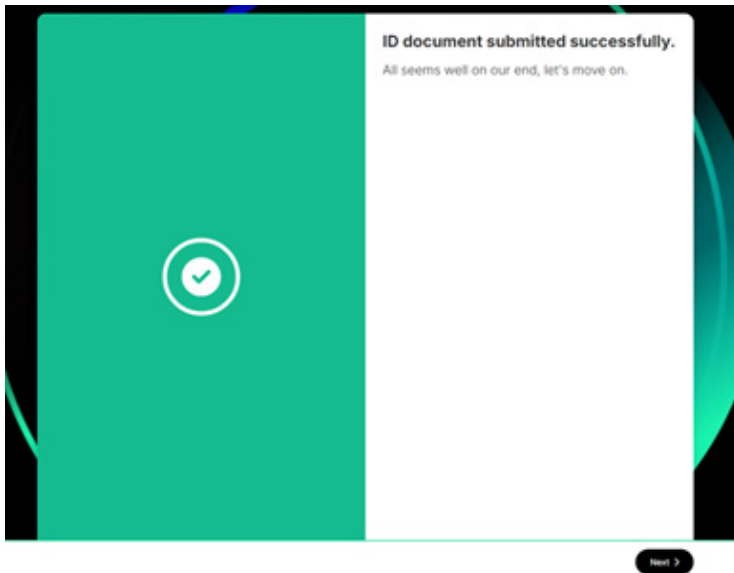 ID document submitted successfully.
All seems well on our end, let's move on.
Next